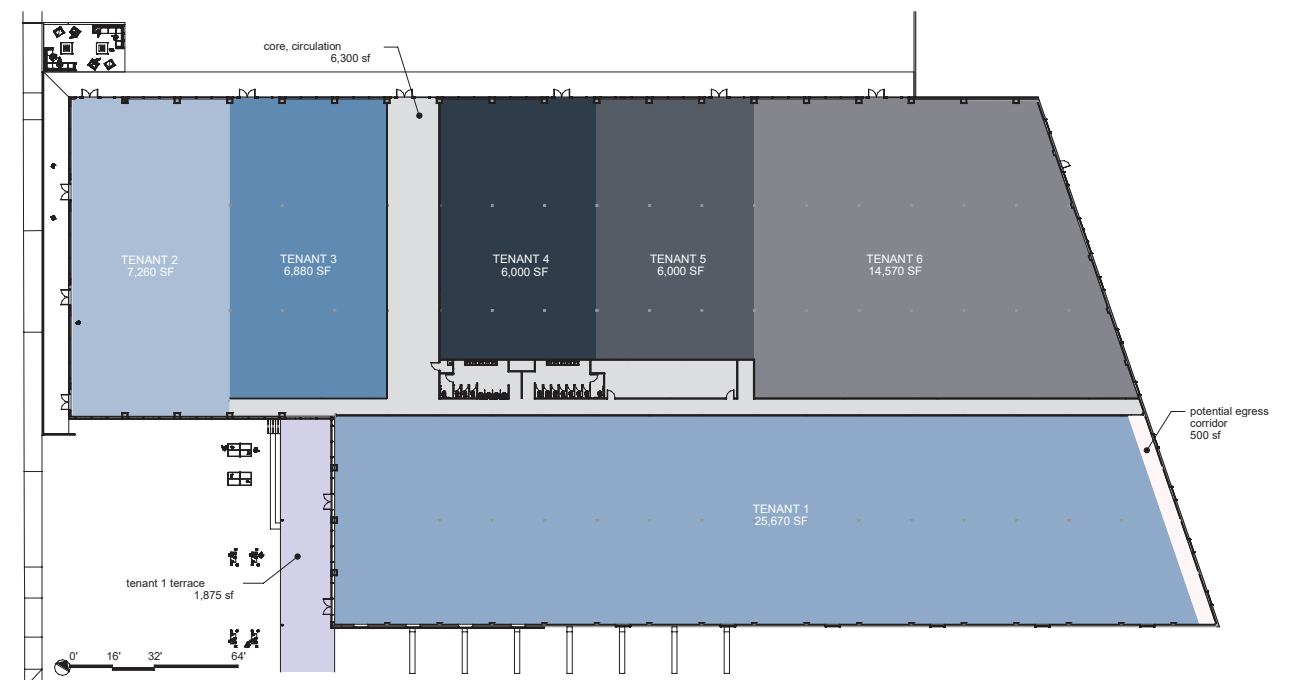 core, circulation
6,300 sf
TENANT 2
7,260 SF
TENANT 3
6,880 SF
TENANT 4
6,000 SF
TENANT 5
6,000 SF
TENANT 6
14,570 SF
potential egress
corridor
500 sf
TENANT 1
25,670 SF
tenant 1 terrace
1,875 sf
0' 16' 32' 64'